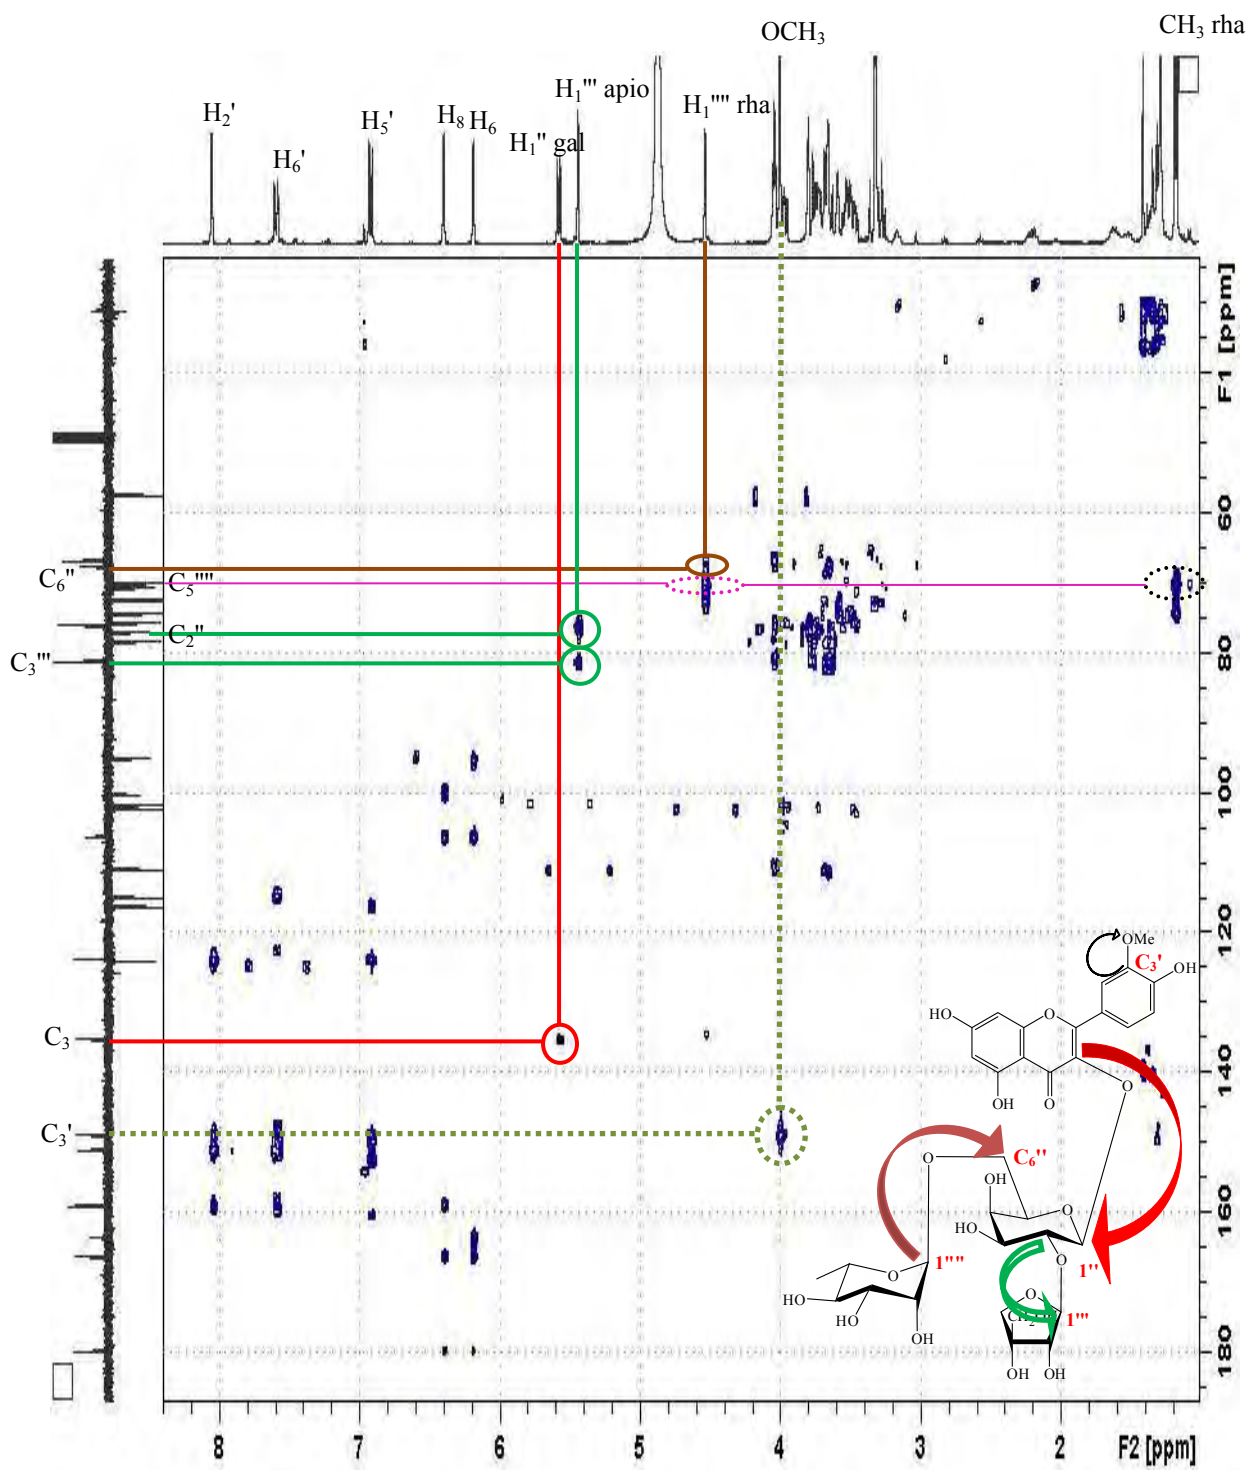 OCH₃
CH₃ rha
H₁''' apio
H₁'''' rha
H₂'
H₅'
H₈ H₆
H₁'' gal
H₆'
F1 [ppm]
60
80
100
120
140
160
180
C₆''
C₅''''
C₂''
C₃'''
C₃
C₃'
OMe
C₃'
OH
HO
O
OH
O
O
O
C₆''
OH
O
HO
HO
O
1''
1''''
O
HO
HO
OH
O
CH₂
1'''
OH
OH
8
7
6
5
4
3
2
F2 [ppm]